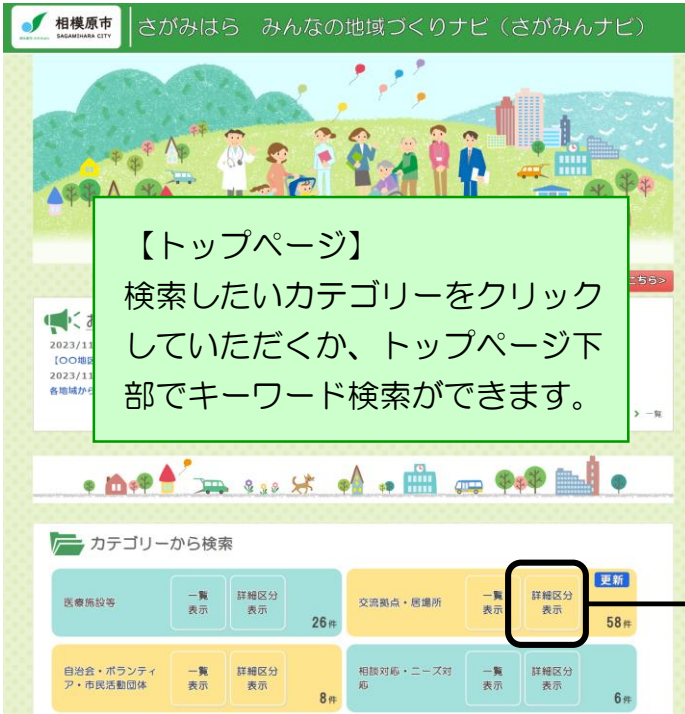 相模原市
SAGAMIHARA CITY
さがみはら みんなの地域づくりナビ（さがみんナビ）
【トップページ】
検索したいカテゴリーをクリック
していただくか、トップページ下
部でキーワード検索ができます。
こちら>
2023/11
【〇〇地区
2023/11
各地域から
> 一覧
カテゴリーから検索
医療施設等
一覧
表示
詳細区分
表示
26件
交流拠点・居場所
一覧
表示
詳細区分
表示
更新
58件
自治会・ボランティ
ア・市民活動団体
一覧
表示
詳細区分
表示
8件
相談対応・ニーズ対
応
一覧
表示
詳細区分
表示
6件